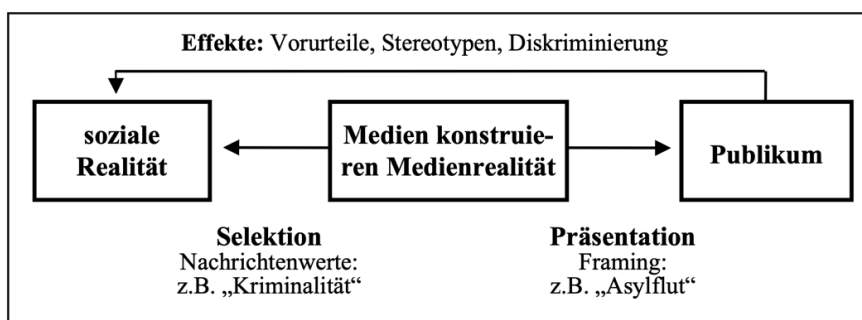 Effekte: Vorurteile, Stereotypen, Diskriminierung
soziale
Realität
Medien konstruie-
ren Medienrealität
Publikum
Selektion
Nachrichtenwerte:
z.B. „Kriminalität“
Präsentation
Framing:
z.B. „Asylflut“